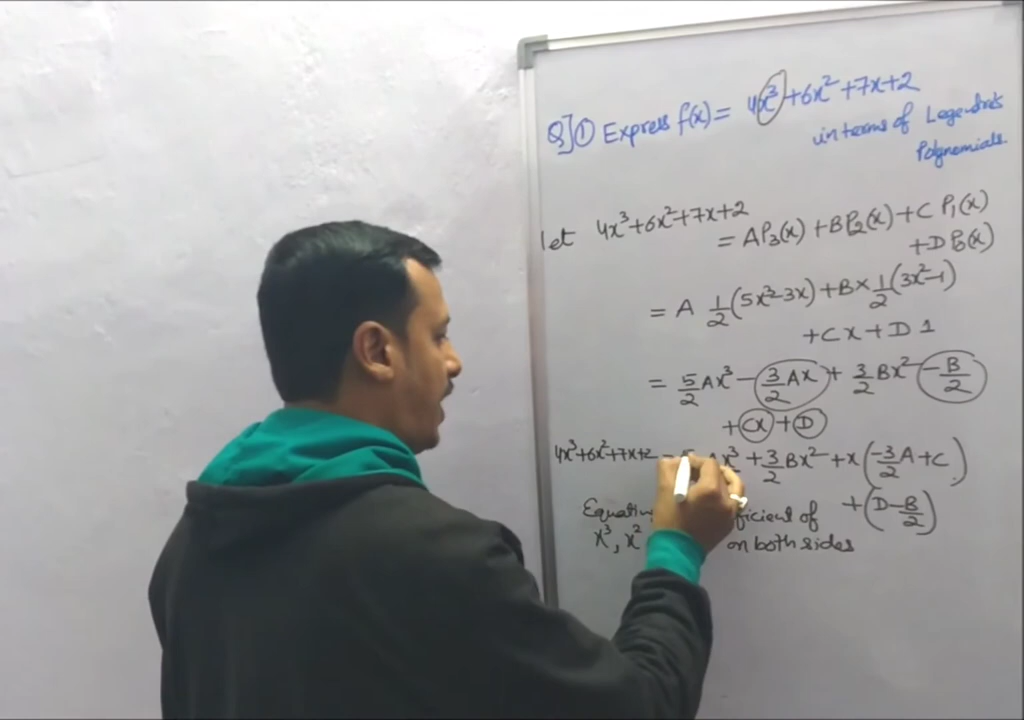 Q] ① Express f(x) = 4x³+6x²+7x+2
in terms of Legendre's
Polynomials.
let 4x³+6x²+7x+2
= AP₃(x) + BP₂(x) + C P₁(x)
+ D P₀(x)
= A 1/2 (5x³-3x) + B × 1/2 (3x²-1)
+ Cx + D 1
= 5/2 Ax³ - 3/2 Ax + 3/2 Bx² - B/2
+ Cx + D
4x³+6x²+7x+2 = Ax³ + 3/2 Bx² + x(-3/2 A + C)
+ (D - B/2)
x³, x² on both sides